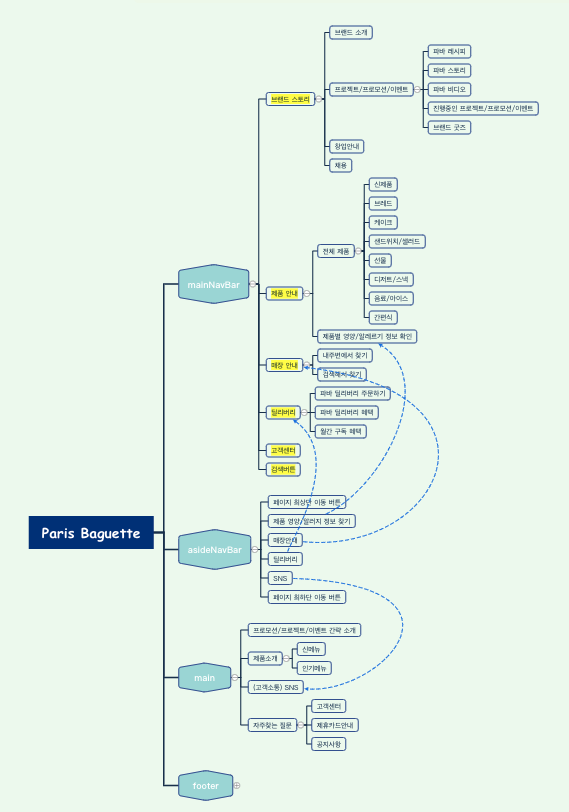 Paris Baguette
mainNavBar
브랜드 스토리
브랜드 소개
프로젝트/프로모션/이벤트
파바 레시피
파바 스토리
파바 비디오
진행중인 프로젝트/프로모션/이벤트
브랜드 굿즈
창업안내
채용
제품 안내
전체 제품
신제품
브레드
케이크
샌드위치/샐러드
선물
디저트/스낵
음료/아이스
간편식
제품별 영양/알레르기 정보 확인
매장 안내
내주변에서 찾기
검색해서 찾기
딜리버리
파바 딜리버리 주문하기
파바 딜리버리 혜택
월간 구독 혜택
고객센터
검색버튼
asideNavBar
페이지 최상단 이동 버튼
제품 영양/알러지 정보 찾기
매장안내
딜리버리
SNS
페이지 최하단 이동 버튼
main
프로모션/프로젝트/이벤트 간략 소개
제품소개
신메뉴
인기메뉴
(고객소통) SNS
자주찾는 질문
고객센터
제휴카드안내
공지사항
footer